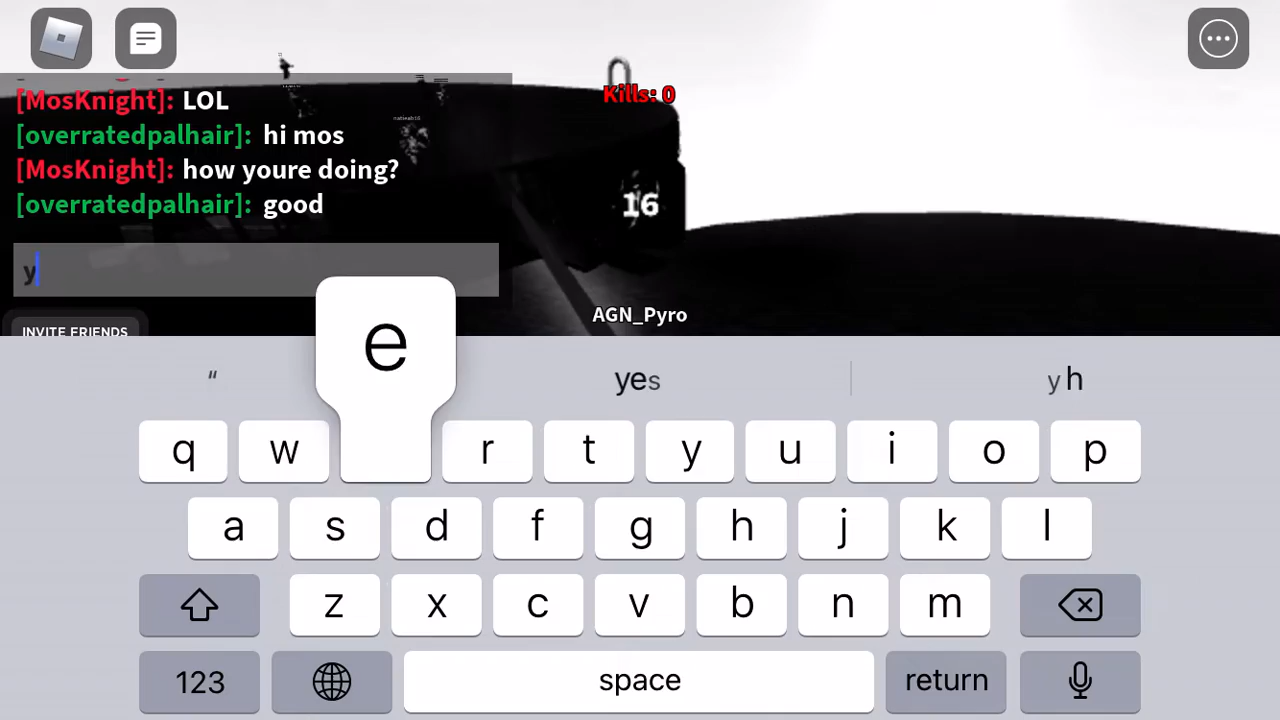 [MosKnight]: LOL
Kills: 0
[overratedpalhair]: hi mos
[MosKnight]: how youre doing?
[overratedpalhair]: good
16
y
AGN_Pyro
INVITE FRIENDS
e
" yes yh
q w r t y u i o p
a s d f g h j k l
z x c v b n m
123 space return